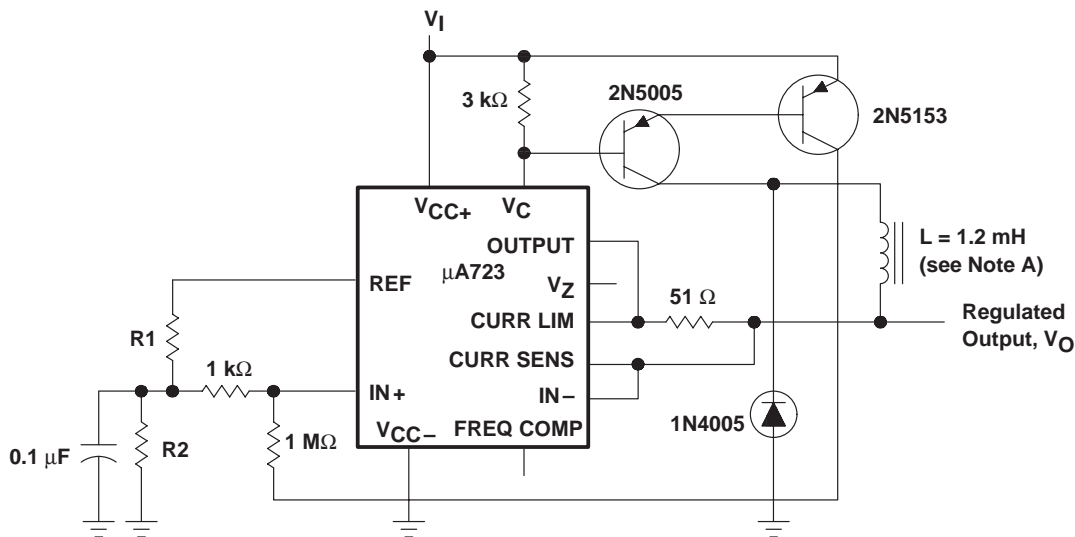 VI
3 kΩ
2N5005
2N5153
VCC+
VC
OUTPUT
μA723
REF
VZ
51 Ω
L = 1.2 mH
(see Note A)
R1
CURR LIM
Regulated
Output, VO
1 kΩ
CURR SENS
IN+
IN−
1N4005
VCC−
FREQ COMP
0.1 μF
R2
1 MΩ